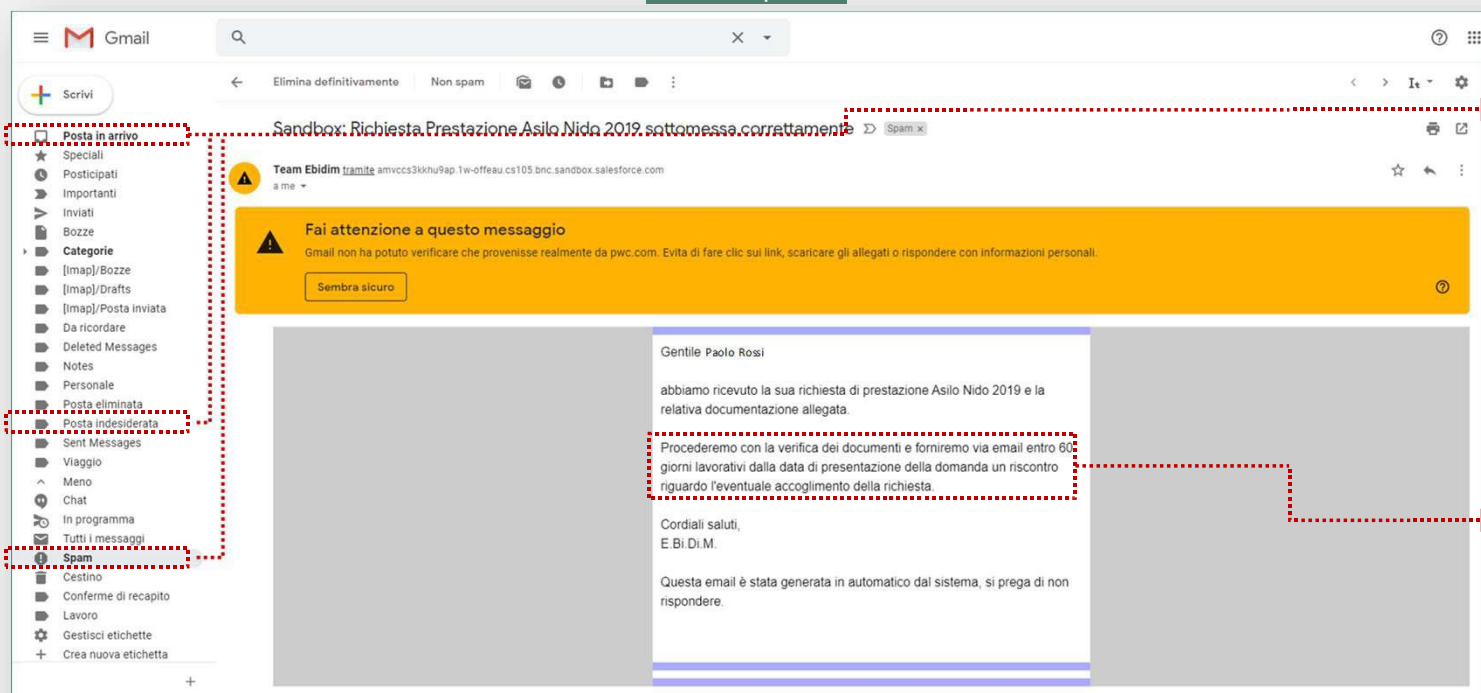 Gmail
Scrivi
Posta in arrivo
Speciali
Posticipati
Importanti
Inviati
Bozze
Categorie
[Imap]/Bozze
[Imap]/Drafts
[Imap]/Posta inviata
Da ricordare
Deleted Messages
Notes
Personale
Posta eliminata
Posta indesiderata
Sent Messages
Viaggio
Meno
Chat
In programma
Tutti i messaggi
Spam
Cestino
Conferme di recapito
Lavoro
Gestisci etichette
Crea nuova etichetta
Elimina definitivamente Non spam
Sandbox: Richiesta Prestazione Asilo Nido 2019 sottomessa correttamente Spam x
Team Ebidim tramite amvccs3kkhu9ap.1w-offeau.cs105.bnc.sandbox.salesforce.com
a me
Fai attenzione a questo messaggio
Gmail non ha potuto verificare che provenisse realmente da pwc.com. Evita di fare clic sui link, scaricare gli allegati o rispondere con informazioni personali.
Sembra sicuro
Gentile Paolo Rossi
abbiamo ricevuto la sua richiesta di prestazione Asilo Nido 2019 e la
relativa documentazione allegata.
Procederemo con la verifica dei documenti e forniremo via email entro 60
giorni lavorativi dalla data di presentazione della domanda un riscontro
riguardo l'eventuale accoglimento della richiesta.
Cordiali saluti,
E.Bi.Di.M.
Questa email è stata generata in automatico dal sistema, si prega di non
rispondere.